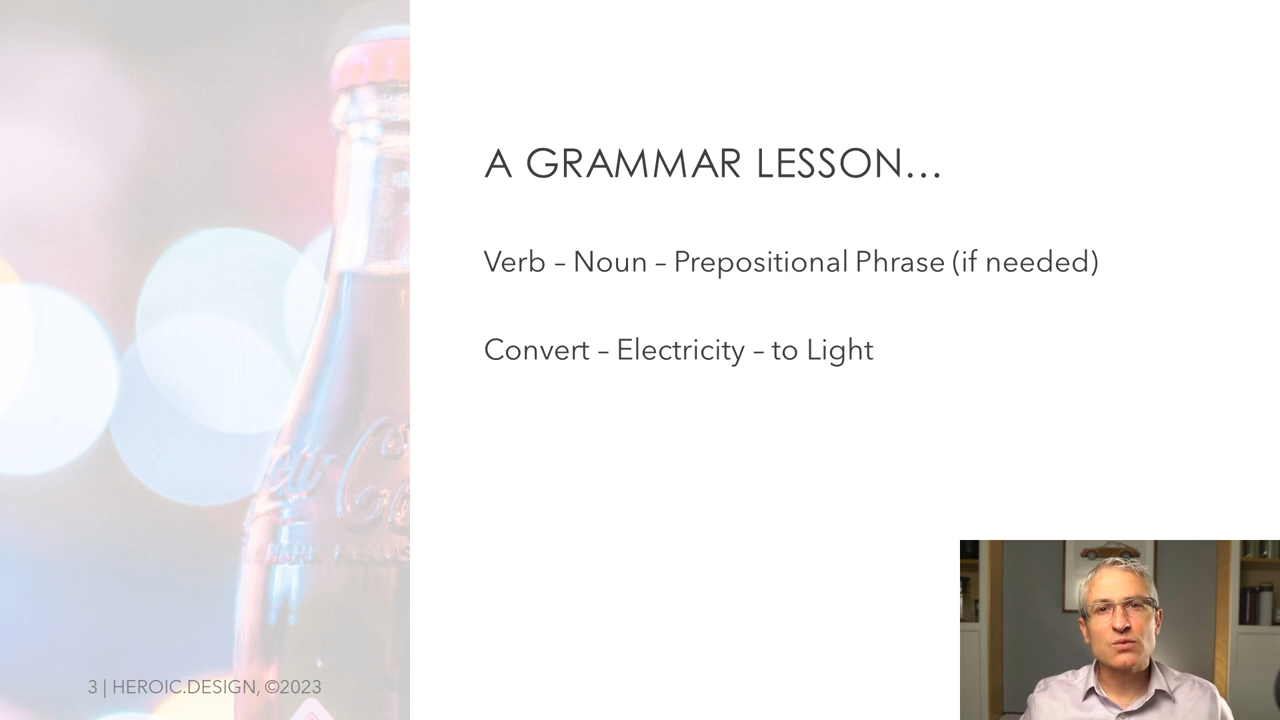 A GRAMMAR LESSON...
Verb – Noun – Prepositional Phrase (if needed)
Convert – Electricity – to Light
3 | HEROIC.DESIGN, ©2023